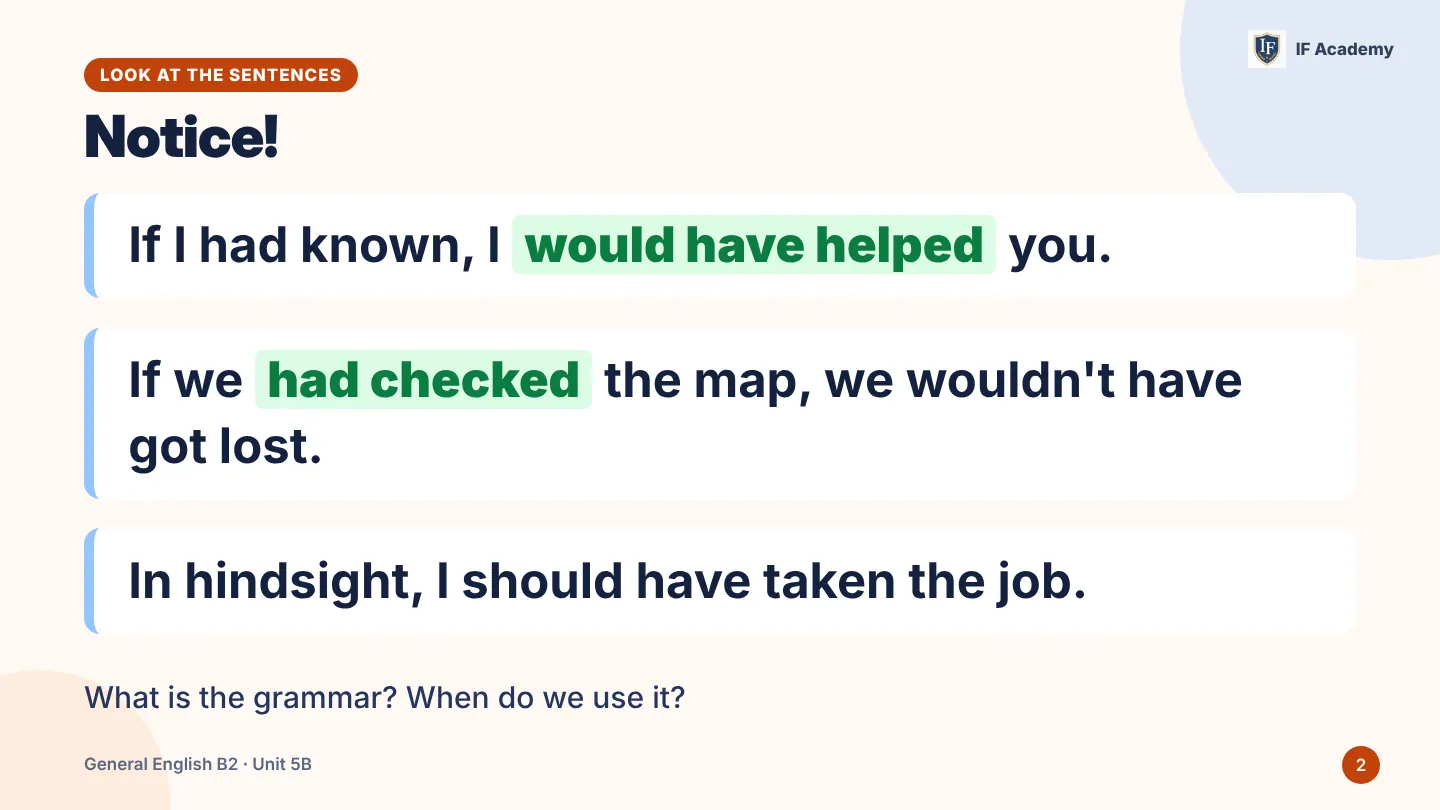 IF Academy
LOOK AT THE SENTENCES
Notice!
If I had known, I would have helped you.
If we had checked the map, we wouldn't have
got lost.
In hindsight, I should have taken the job.
What is the grammar? When do we use it?
General English B2 · Unit 5B
2